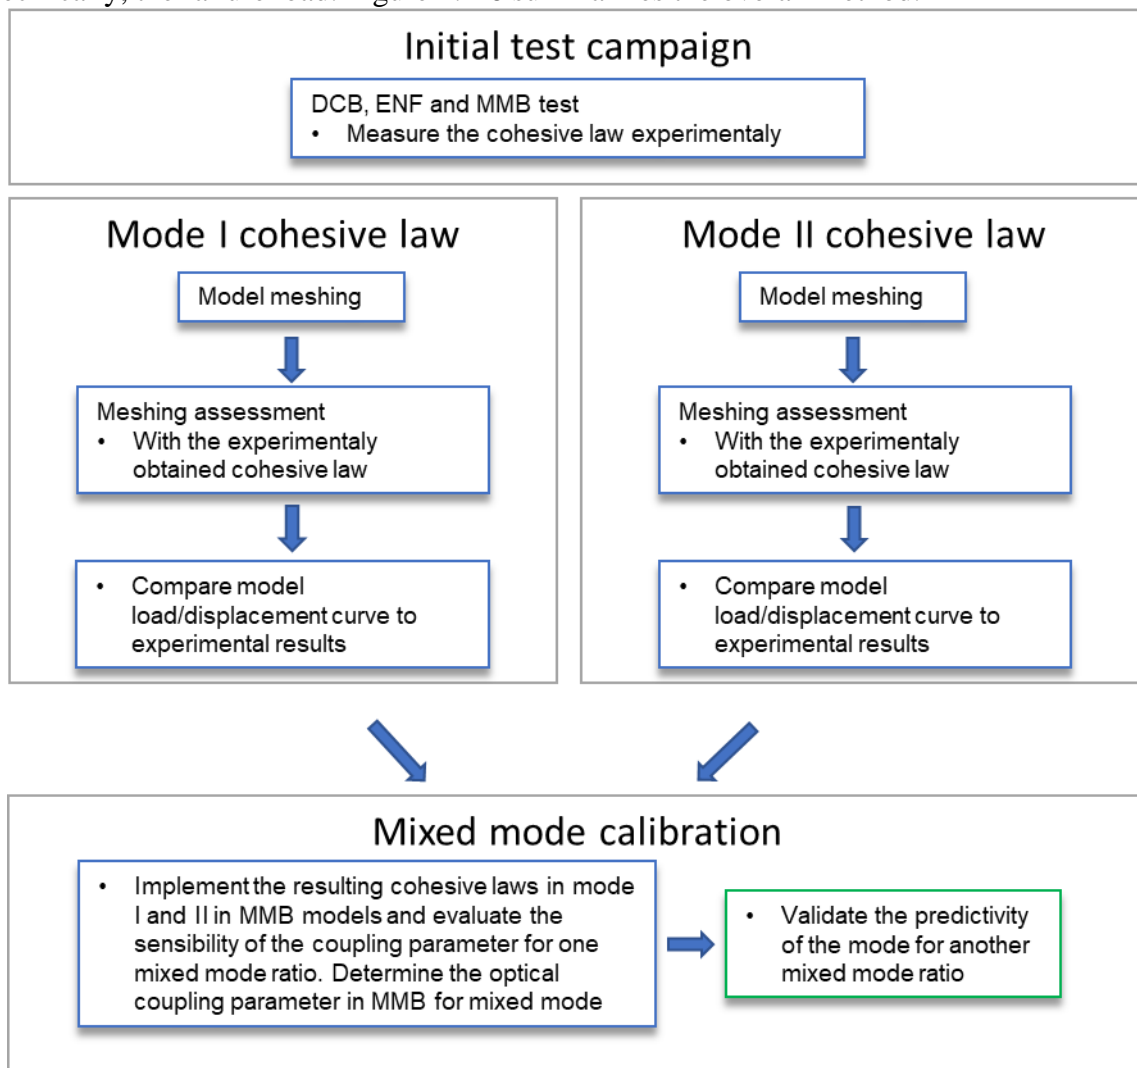 Initial test campaign
DCB, ENF and MMB test
• Measure the cohesive law experimentaly
Mode I cohesive law
Model meshing
Meshing assessment
• With the experimentaly
obtained cohesive law
• Compare model
load/displacement curve to
experimental results
Mode II cohesive law
Model meshing
Meshing assessment
• With the experimentaly
obtained cohesive law
• Compare model
load/displacement curve to
experimental results
Mixed mode calibration
• Implement the resulting cohesive laws in mode
I and II in MMB models and evaluate the
sensibility of the coupling parameter for one
mixed mode ratio. Determine the optical
coupling parameter in MMB for mixed mode
• Validate the predictivity
of the mode for another
mixed mode ratio